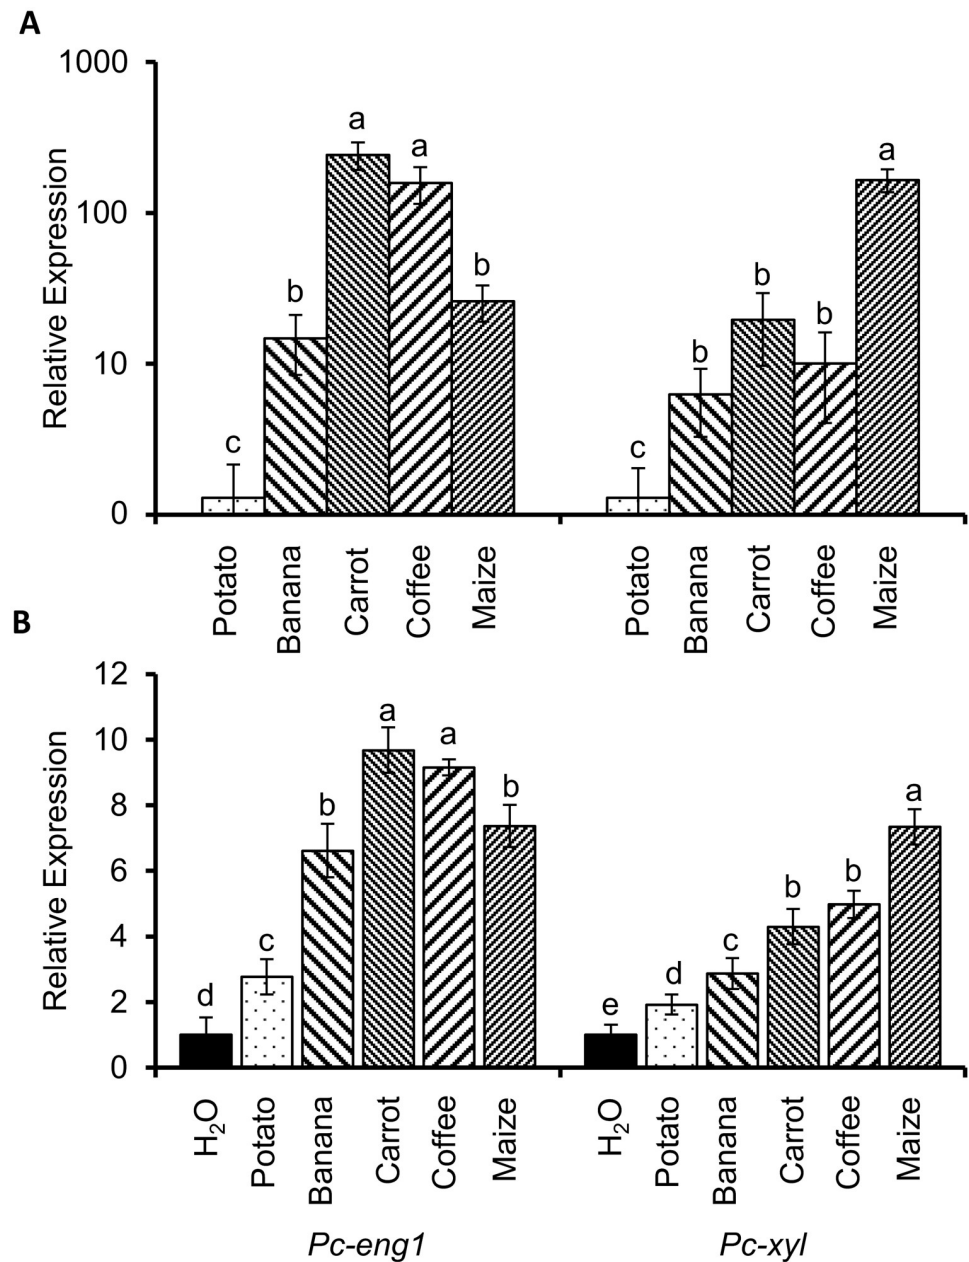 A
1000
100
10
0
Relative Expression
a
a
b
b
c
a
b
b
b
c
Potato
Banana
Carrot
Coffee
Maize
Potato
Banana
Carrot
Coffee
Maize
B
12
10
8
6
4
2
0
Relative Expression
d
c
b
a
a
b
e
d
c
b
b
a
H₂O
Potato
Banana
Carrot
Coffee
Maize
H₂O
Potato
Banana
Carrot
Coffee
Maize
Pc-eng1
Pc-xyl